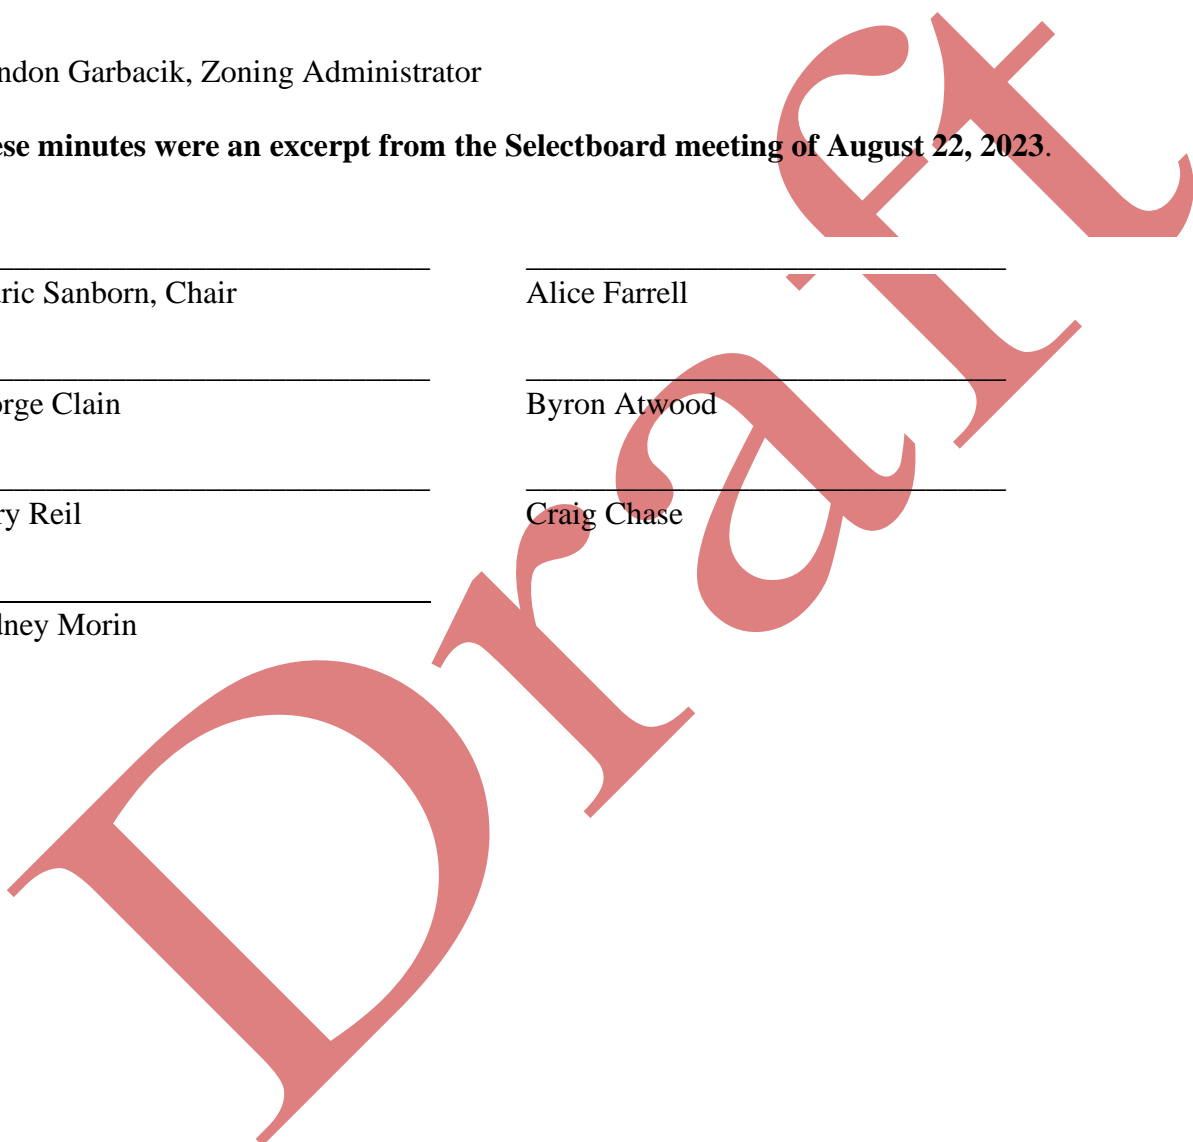 ndon Garbacik, Zoning Administrator
ese minutes were an excerpt from the Selectboard meeting of August 22, 2023.
ric Sanborn, Chair Alice Farrell
rge Clain Byron Atwood
ry Reil Craig Chase
ney Morin
Draft